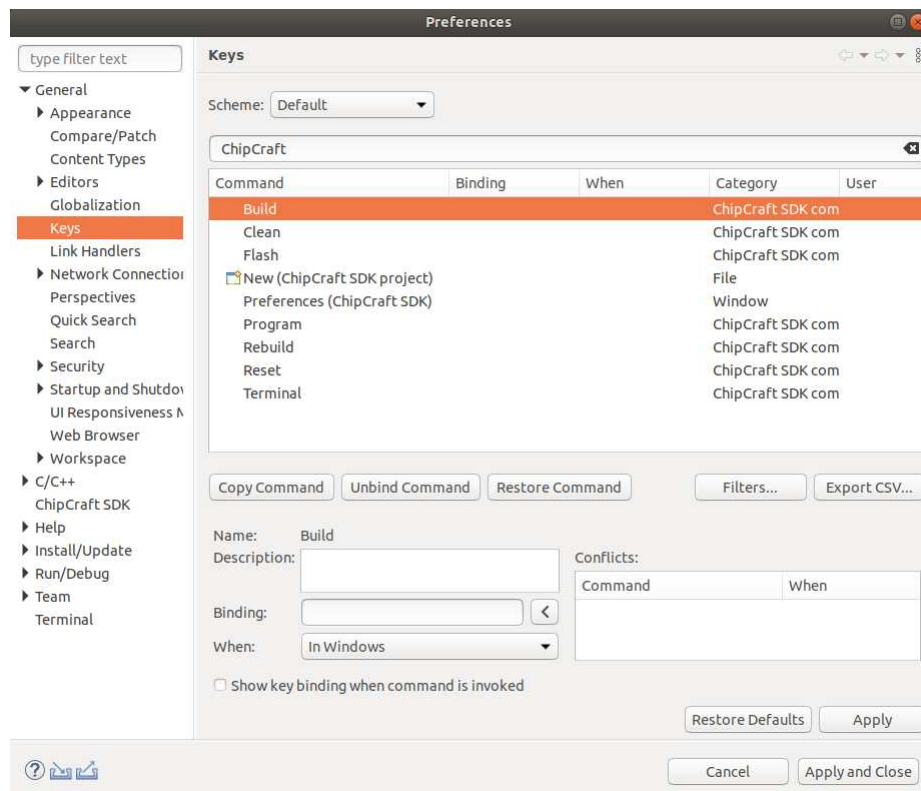 Preferences
type filter text
General
Appearance
Compare/Patch
Content Types
Editors
Globalization
Keys
Link Handlers
Network Connection
Perspectives
Quick Search
Search
Security
Startup and Shutdov
UI Responsiveness M
Web Browser
Workspace
C/C++
ChipCraft SDK
Help
Install/Update
Run/Debug
Team
Terminal
Keys
Scheme: Default
ChipCraft
Command Binding When Category User
Build ChipCraft SDK com
Clean ChipCraft SDK com
Flash ChipCraft SDK com
New (ChipCraft SDK project) File
Preferences (ChipCraft SDK) Window
Program ChipCraft SDK com
Rebuild ChipCraft SDK com
Reset ChipCraft SDK com
Terminal ChipCraft SDK com
Copy Command Unbind Command Restore Command Filters... Export CSV...
Name: Build
Description:
Binding:
When: In Windows
Conflicts:
Command When
Show key binding when command is invoked
Restore Defaults Apply
Cancel Apply and Close